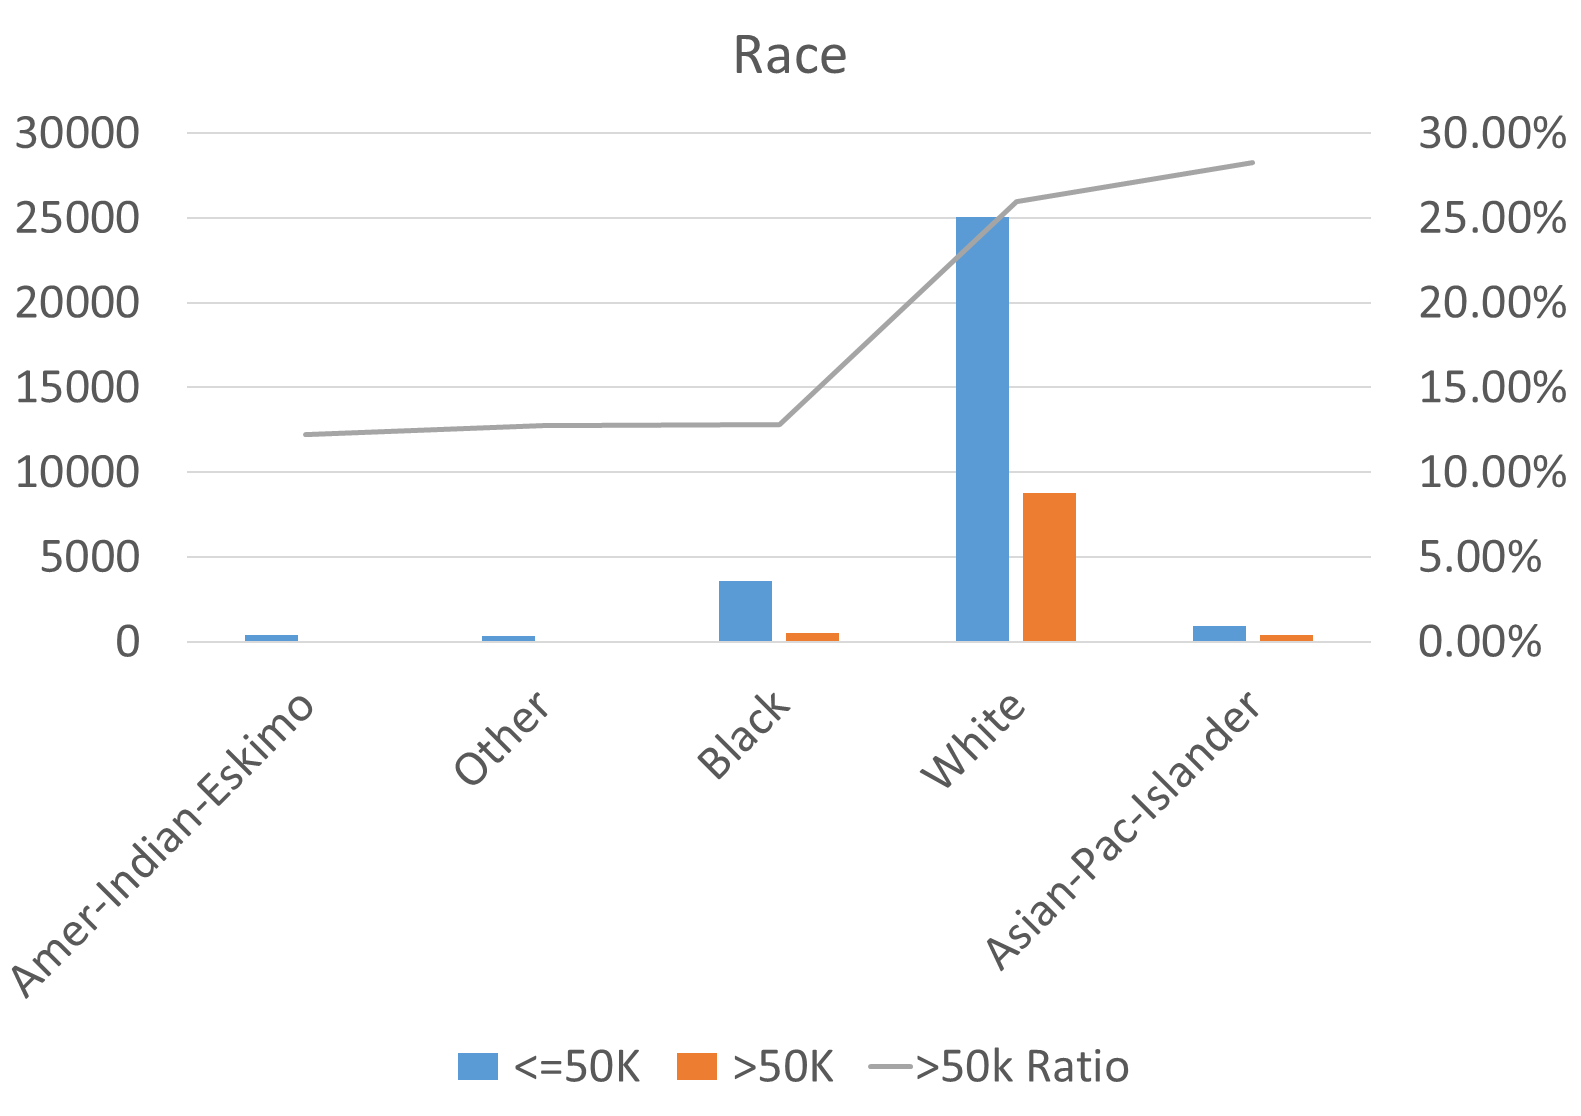 Race
30000 30.00%
25000 25.00%
20000 20.00%
15000 15.00%
10000 10.00%
5000 5.00%
0 0.00%
Amer-Indian-Eskimo
Other
Black
White
Asian-Pac-Islander
<=50K >50K >50k Ratio